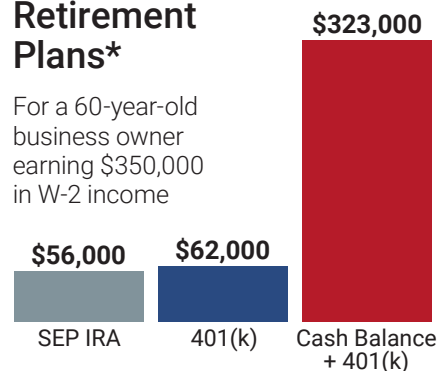 Retirement
Plans*
For a 60-year-old
business owner
earning $350,000
in W-2 income
$56,000
$62,000
$323,000
SEP IRA
401(k)
Cash Balance
+ 401(k)